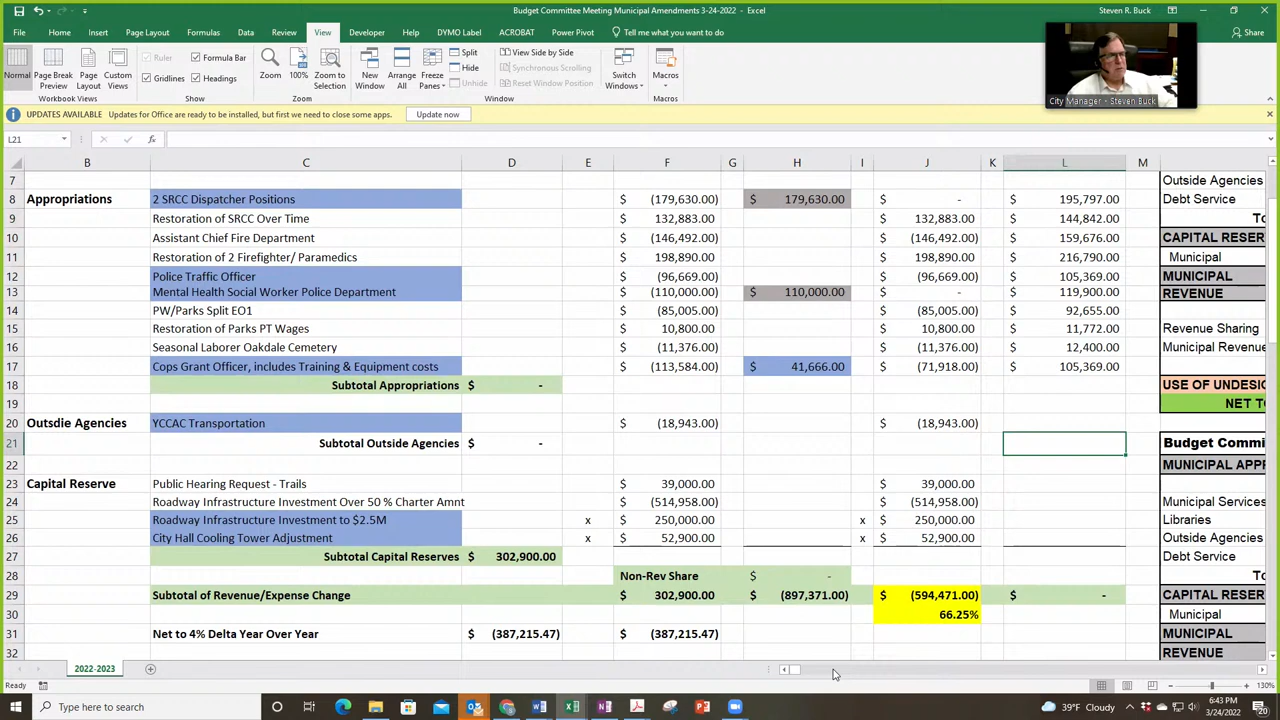 Budget Committee Meeting Municipal Amendments 3-24-2022 - Excel
Steven R. Buck
File Home Insert Page Layout Formulas Data Review View Developer Help DYMO Label ACROBAT Power Pivot Tell me what you want to do Share
Normal Page Break Preview Page Layout Custom Views
Workbook Views
Ruler Formula Bar
Gridlines Headings
Show
Zoom 100% Zoom to Selection
Zoom
New Window Arrange All Freeze Panes
Split
Hide
Unhide
View Side by Side
Synchronous Scrolling
Reset Window Position
Window
Switch Windows
Macros
Macros
City Manager - Steven Buck
UPDATES AVAILABLE Updates for Office are ready to be installed, but first we need to close some apps. Update now
L21 fx
B C D E F G H I J K L M
7 Outside Agencies
8 Appropriations 2 SRCC Dispatcher Positions $ (179,630.00) $ 179,630.00 $ - $ 195,797.00 Debt Service
9 Restoration of SRCC Over Time $ 132,883.00 $ 132,883.00 $ 144,842.00 To
10 Assistant Chief Fire Department $ (146,492.00) $ (146,492.00) $ 159,676.00 CAPITAL RESER
11 Restoration of 2 Firefighter/ Paramedics $ 198,890.00 $ 198,890.00 $ 216,790.00 Municipal
12 Police Traffic Officer $ (96,669.00) $ (96,669.00) $ 105,369.00 MUNICIPAL
13 Mental Health Social Worker Police Department $ (110,000.00) $ 110,000.00 $ - $ 119,900.00 REVENUE
14 PW/Parks Split EO1 $ (85,005.00) $ (85,005.00) $ 92,655.00
15 Restoration of Parks PT Wages $ 10,800.00 $ 10,800.00 $ 11,772.00 Revenue Sharing
16 Seasonal Laborer Oakdale Cemetery $ (11,376.00) $ (11,376.00) $ 12,400.00 Municipal Revenue
17 Cops Grant Officer, includes Training & Equipment costs $ (113,584.00) $ 41,666.00 $ (71,918.00) $ 105,369.00
18 Subtotal Appropriations $ - USE OF UNDESIG
19 NET TO
20 Outsdie Agencies YCCAC Transportation $ (18,943.00) $ (18,943.00)
21 Subtotal Outside Agencies $ - Budget Commi
22 MUNICIPAL APPR
23 Capital Reserve Public Hearing Request - Trails $ 39,000.00 $ 39,000.00
24 Roadway Infrastructure Investment Over 50 % Charter Amnt $ (514,958.00) $ (514,958.00) Municipal Services
25 Roadway Infrastructure Investment to $2.5M x $ 250,000.00 x $ 250,000.00 Libraries
26 City Hall Cooling Tower Adjustment x $ 52,900.00 x $ 52,900.00 Outside Agencies
27 Subtotal Capital Reserves $ 302,900.00 Debt Service
28 Non-Rev Share $ - To
29 Subtotal of Revenue/Expense Change $ 302,900.00 $ (897,371.00) $ (594,471.00) $ - CAPITAL RESER
30 66.25% Municipal
31 Net to 4% Delta Year Over Year $ (387,215.47) $ (387,215.47) MUNICIPAL
32 REVENUE
2022-2023
Ready 130%
Type here to search 39°F Cloudy 6:43 PM
3/24/2022 20